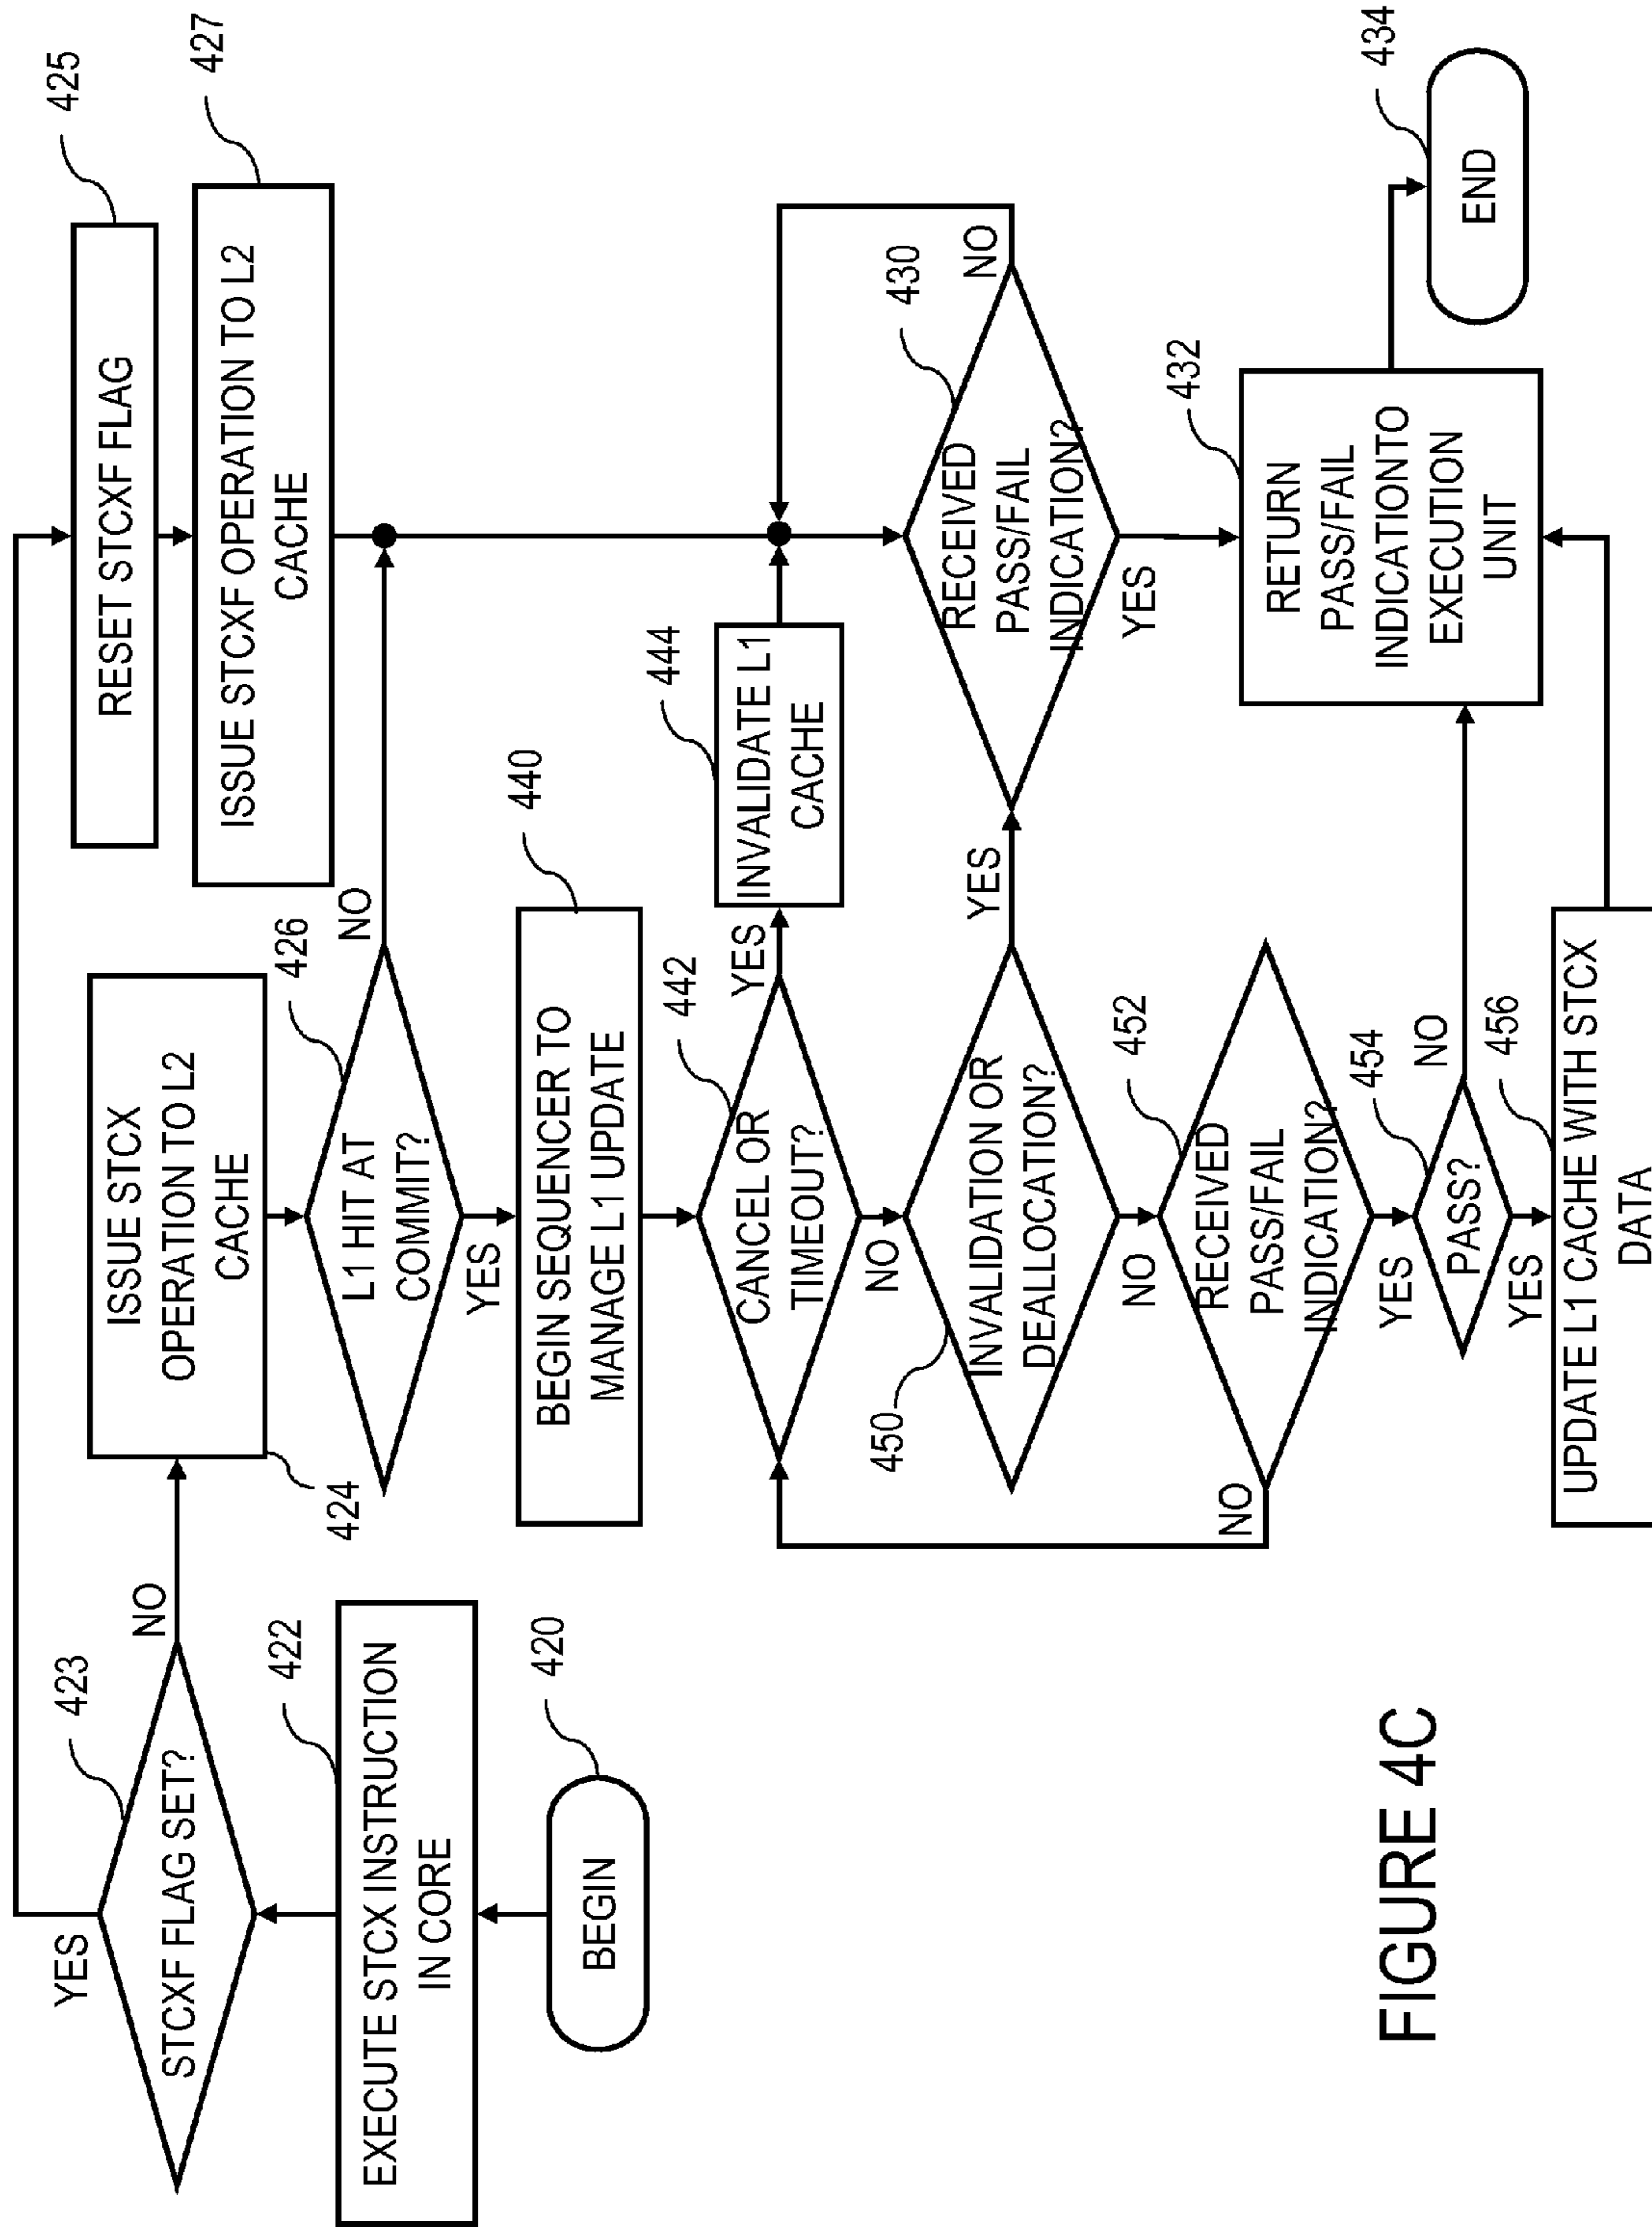 BEGIN
420
EXECUTE STCX INSTRUCTION
IN CORE
422
STCXF FLAG SET?
423
YES
NO
ISSUE STCX
OPERATION TO L2
CACHE
424
RESET STCXF FLAG
425
ISSUE STCXF OPERATION TO L2
CACHE
427
L1 HIT AT
COMMIT?
426
NO
YES
BEGIN SEQUENCER TO
MANAGE L1 UPDATE
440
CANCEL OR
TIMEOUT?
442
YES
NO
INVALIDATE L1
CACHE
444
INVALIDATION OR
DEALLOCATION?
450
YES
NO
RECEIVED
PASS/FAIL
INDICATION?
430
NO
YES
RECEIVED
PASS/FAIL
INDICATION?
452
NO
YES
PASS?
454
NO
YES
UPDATE L1 CACHE WITH STCX
DATA
456
RETURN
PASS/FAIL
INDICATIONTO
EXECUTION
UNIT
432
END
434
FIGURE 4C